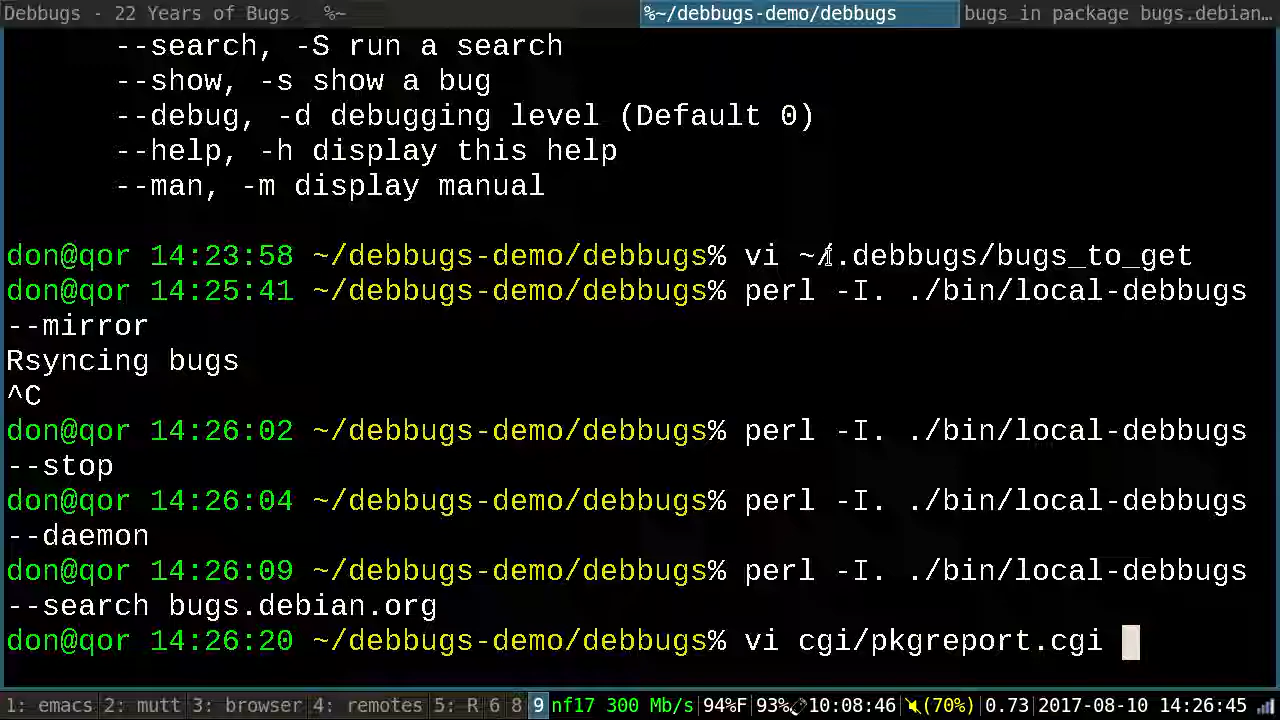 Debbugs - 22 Years of Bugs %~ %~/debbugs-demo/debbugs bugs in package bugs.debian…
--search, -S run a search
--show, -s show a bug
--debug, -d debugging level (Default 0)
--help, -h display this help
--man, -m display manual
don@qor 14:23:58 ~/debbugs-demo/debbugs% vi ~/.debbugs/bugs_to_get
don@qor 14:25:41 ~/debbugs-demo/debbugs% perl -I. ./bin/local-debbugs
--mirror
Rsyncing bugs
^C
don@qor 14:26:02 ~/debbugs-demo/debbugs% perl -I. ./bin/local-debbugs
--stop
don@qor 14:26:04 ~/debbugs-demo/debbugs% perl -I. ./bin/local-debbugs
--daemon
don@qor 14:26:09 ~/debbugs-demo/debbugs% perl -I. ./bin/local-debbugs
--search bugs.debian.org
don@qor 14:26:20 ~/debbugs-demo/debbugs% vi cgi/pkgreport.cgi
1: emacs 2: mutt 3: browser 4: remotes 5: R 6 8 9 nf17 300 Mb/s 94%F 93% 10:08:46 (70%) 0.73 2017-08-10 14:26:45